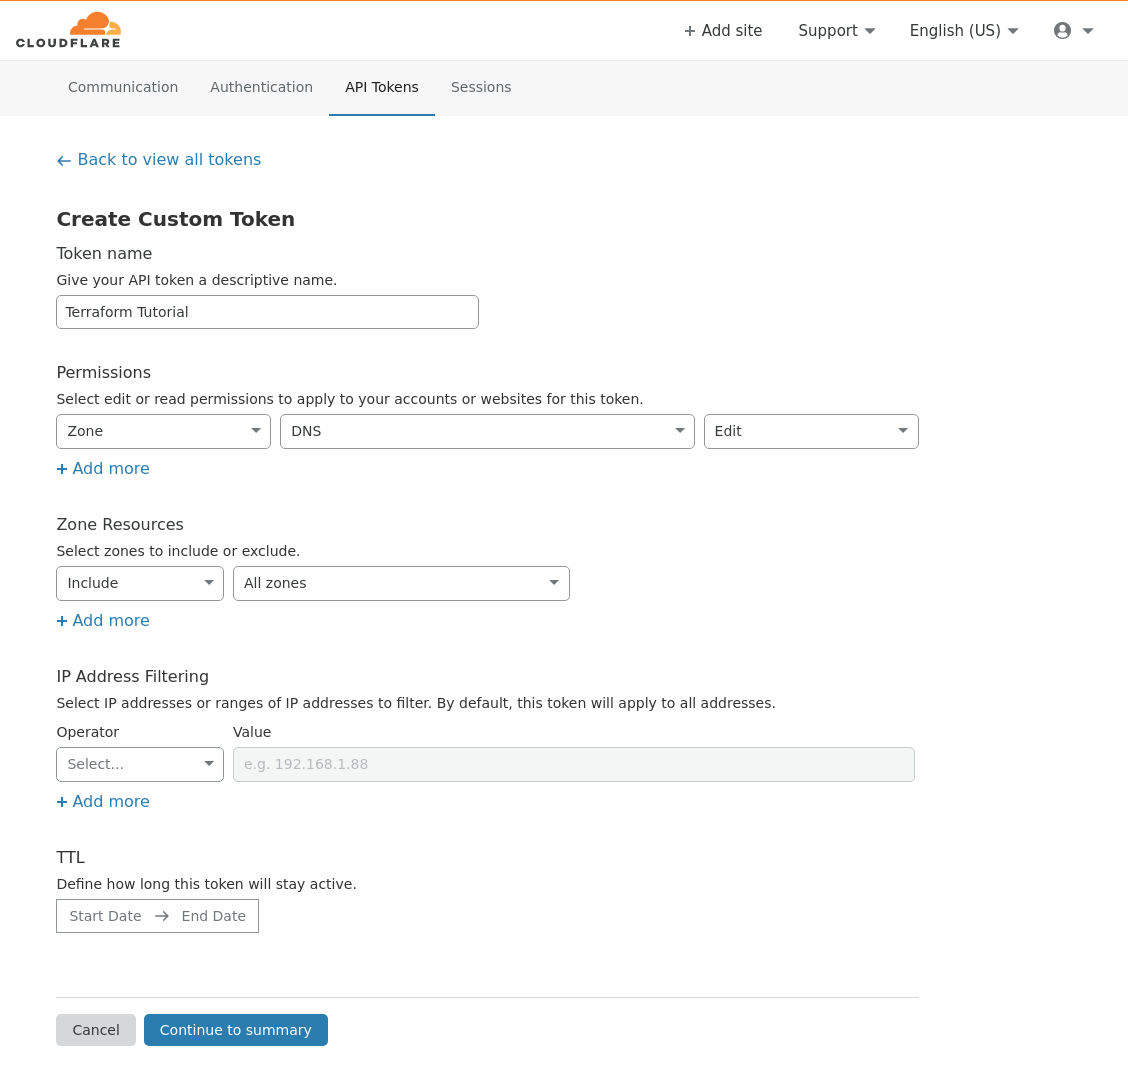 CLOUDFLARE
Add site Support English (US)
Communication Authentication API Tokens Sessions
Back to view all tokens
Create Custom Token
Token name
Give your API token a descriptive name.
Terraform Tutorial
Permissions
Select edit or read permissions to apply to your accounts or websites for this token.
Zone DNS Edit
+ Add more
Zone Resources
Select zones to include or exclude.
Include All zones
+ Add more
IP Address Filtering
Select IP addresses or ranges of IP addresses to filter. By default, this token will apply to all addresses.
Operator Value
Select... e.g. 192.168.1.88
+ Add more
TTL
Define how long this token will stay active.
Start Date → End Date
Cancel Continue to summary